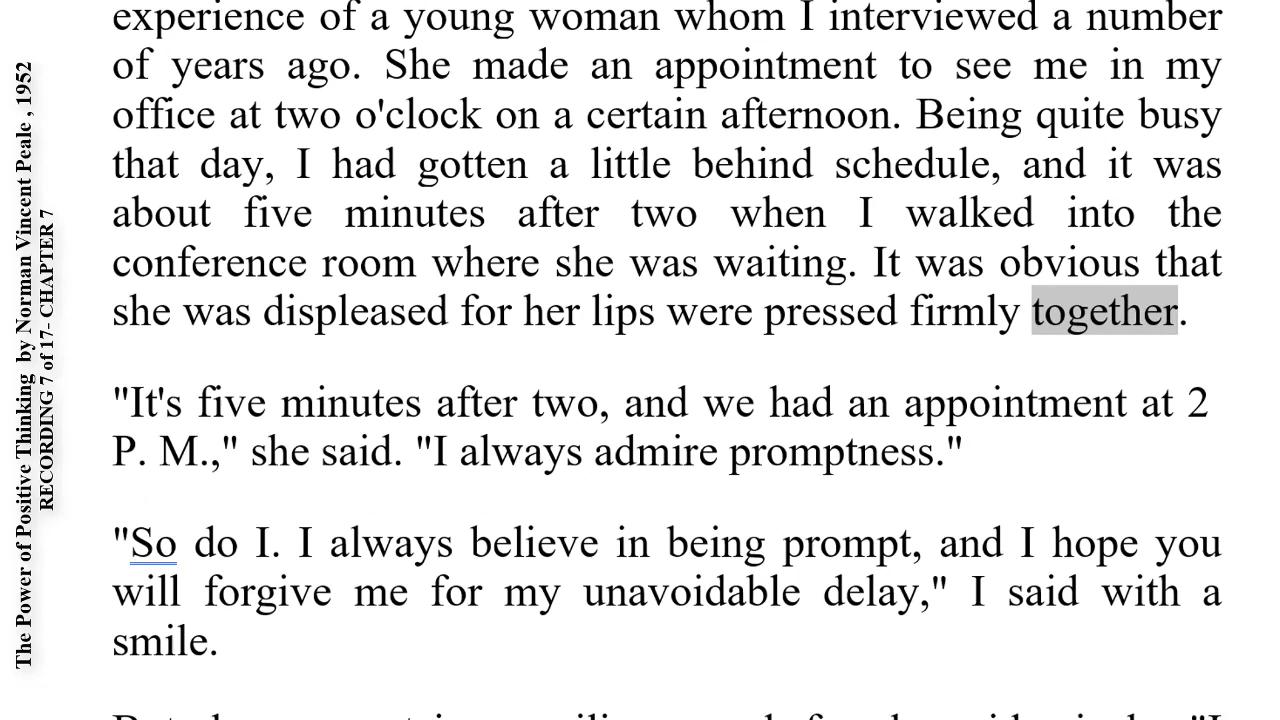 The Power of Positive Thinking by Norman Vincent Peale , 1952
RECORDING 7 of 17- CHAPTER 7
experience of a young woman whom I interviewed a number
of years ago. She made an appointment to see me in my
office at two o'clock on a certain afternoon. Being quite busy
that day, I had gotten a little behind schedule, and it was
about five minutes after two when I walked into the
conference room where she was waiting. It was obvious that
she was displeased for her lips were pressed firmly together.
"It's five minutes after two, and we had an appointment at 2
P. M.," she said. "I always admire promptness."
"So do I. I always believe in being prompt, and I hope you
will forgive me for my unavoidable delay," I said with a
smile.